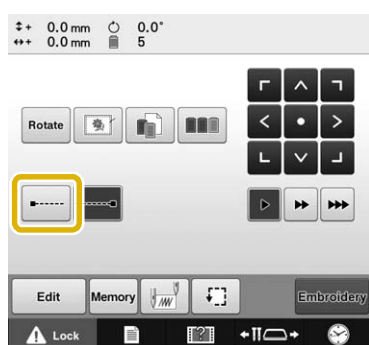 + 0.0 mm 0.0°
+ 0.0 mm 5
Rotate
Edit Memory Embroidery
Lock